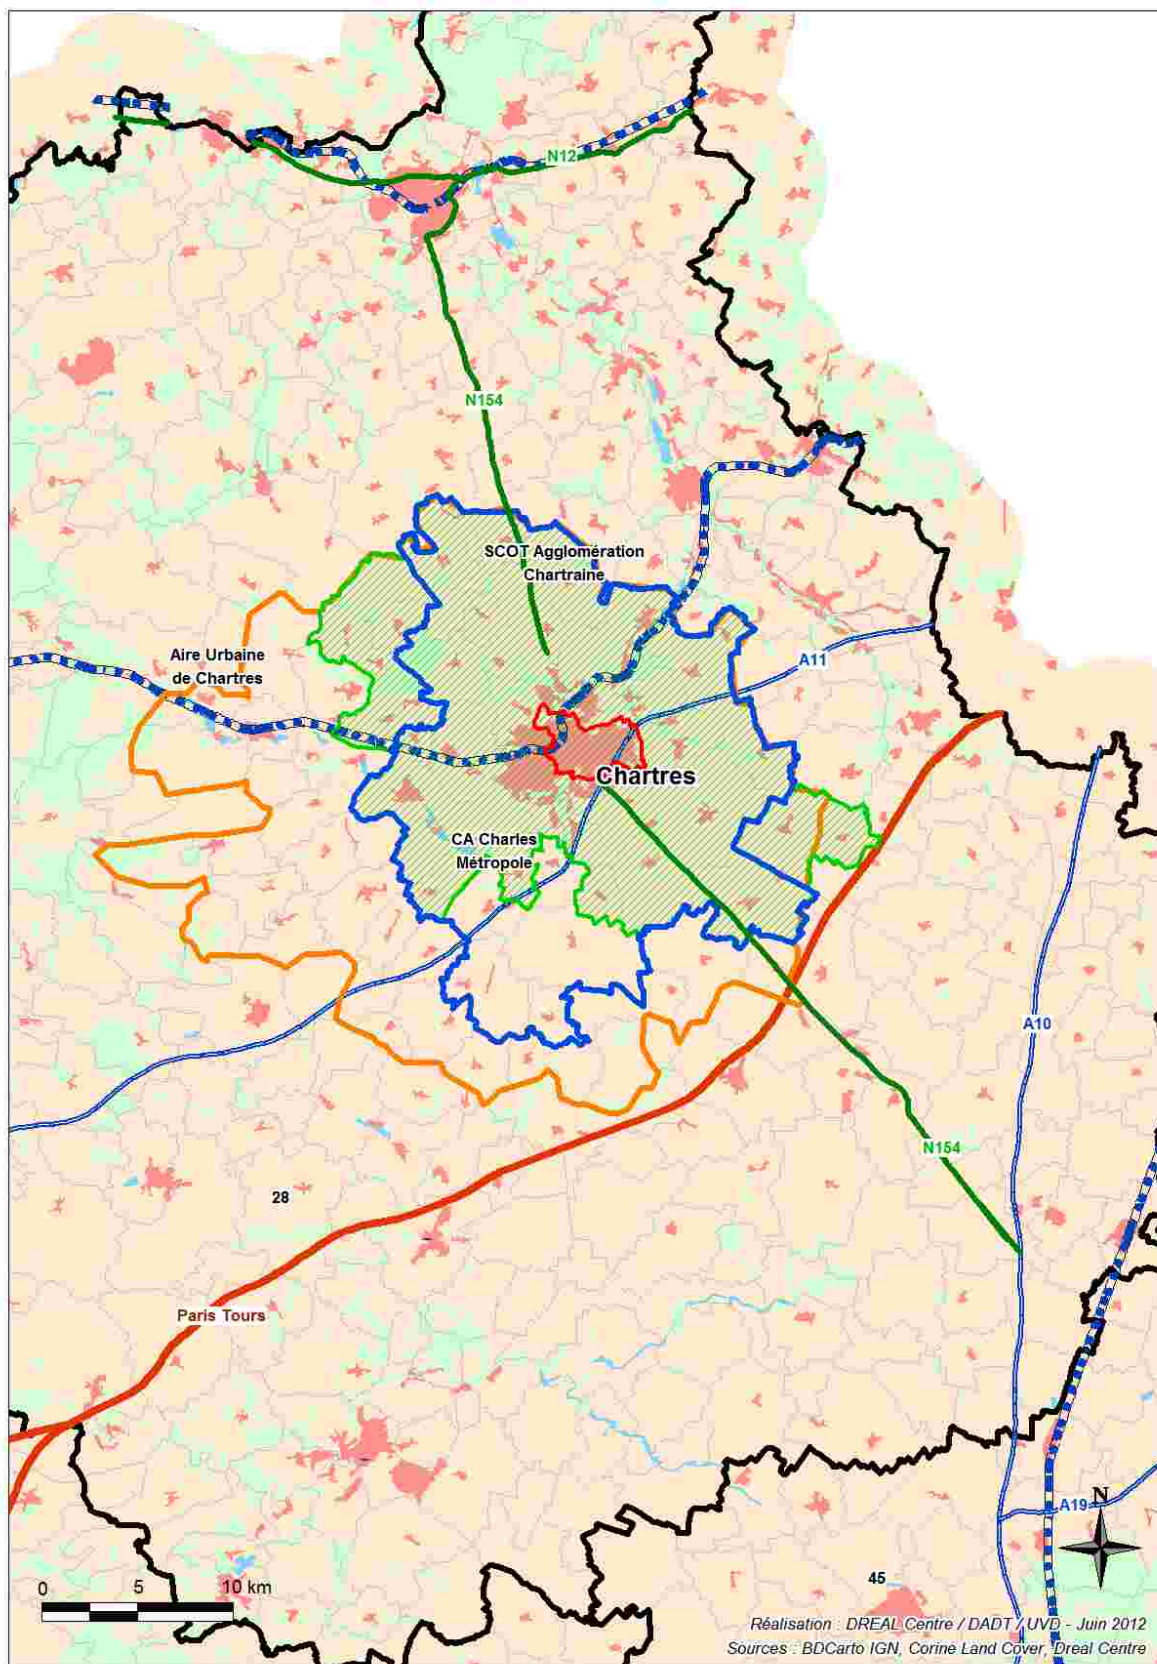 N12
N154
SCOT Agglomération
Chartraine
Aire Urbaine
de Chartres
A11
Chartres
CA Charles
Métropole
A10
N154
28
Paris Tours
N
A19
0 5 10 km
45
Réalisation : DREAL Centre / DADT / UVD - Juin 2012
Sources : BDCarto IGN, Corine Land Cover, Dreal Centre